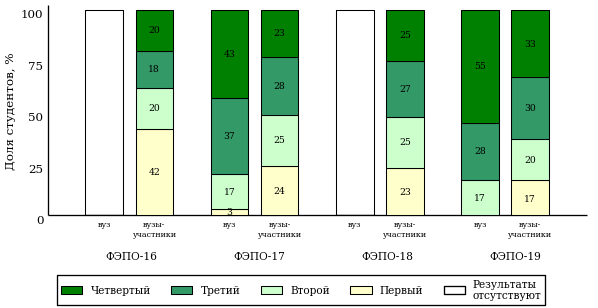 Доля студентов, %
100
75
50
25
0
20
18
20
42
43
37
17
3
23
28
25
24
25
27
25
23
55
28
17
33
30
20
17
вуз
вузы-
участники
вуз
вузы-
участники
вуз
вузы-
участники
вуз
вузы-
участники
ФЭПО-16 ФЭПО-17 ФЭПО-18 ФЭПО-19
Четвертый Третий Второй Первый Результаты
отсутствуют